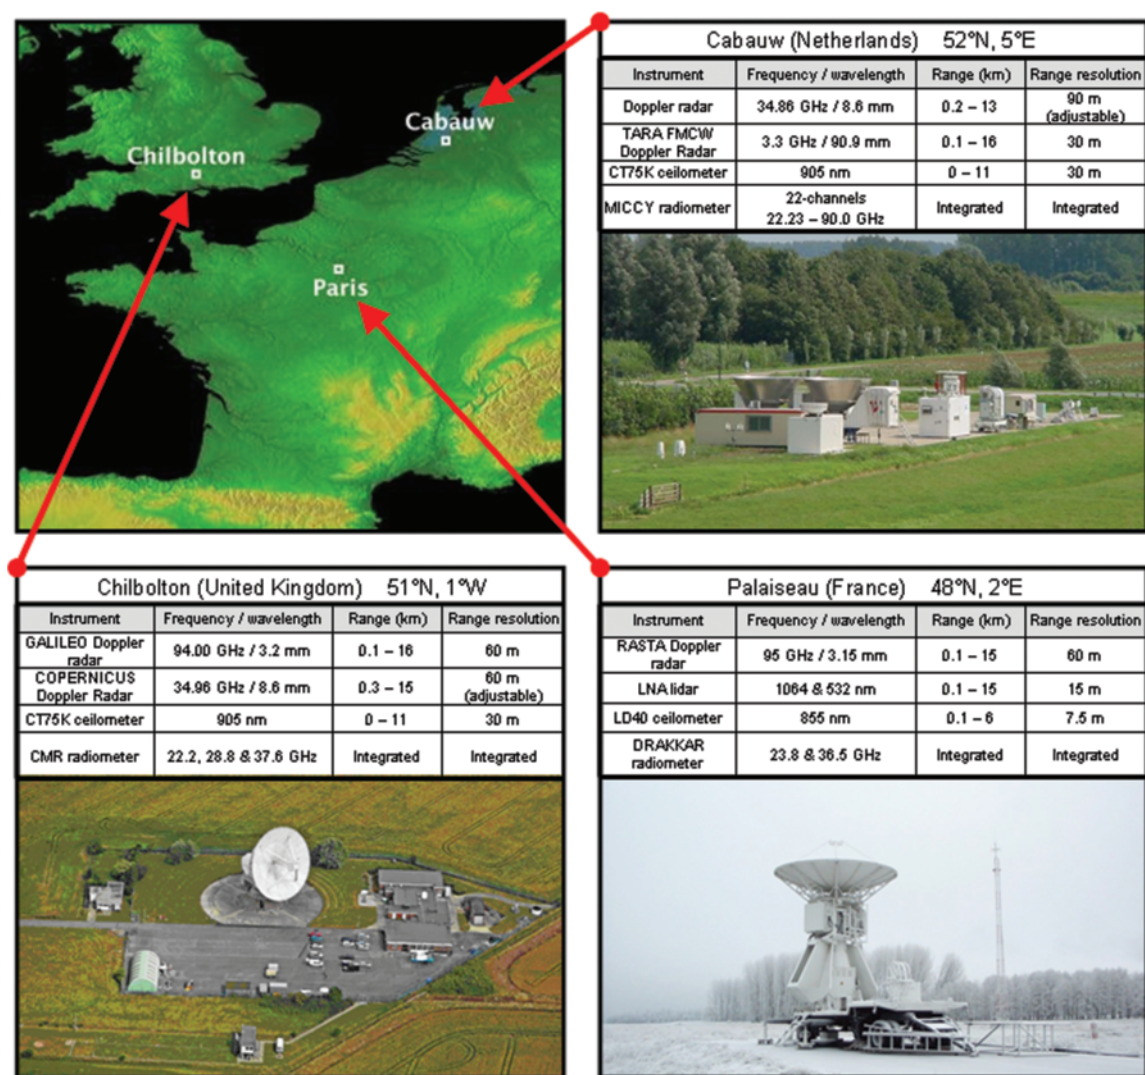 Cabauw
Chilbolton
Paris
Cabauw (Netherlands) 52°N, 5°E
Instrument Frequency / wavelength Range (km) Range resolution
Doppler radar 34.86 GHz / 8.6 mm 0.2 – 13 90 m (adjustable)
TARA FMCW Doppler Radar 3.3 GHz / 90.9 mm 0.1 – 16 30 m
CT75K ceilometer 905 nm 0 – 11 30 m
MICCY radiometer 22-channels 22.23 – 90.0 GHz Integrated Integrated
Chilbolton (United Kingdom) 51°N, 1°W
Instrument Frequency / wavelength Range (km) Range resolution
GALILEO Doppler radar 94.00 GHz / 3.2 mm 0.1 – 16 60 m
COPERNICUS Doppler Radar 34.96 GHz / 8.6 mm 0.3 – 15 60 m (adjustable)
CT75K ceilometer 905 nm 0 – 11 30 m
CMR radiometer 22.2, 28.8 & 37.6 GHz Integrated Integrated
Palaiseau (France) 48°N, 2°E
Instrument Frequency / wavelength Range (km) Range resolution
RASTA Doppler radar 95 GHz / 3.15 mm 0.1 – 15 60 m
LNA lidar 1064 & 532 nm 0.1 – 15 15 m
LD40 ceilometer 855 nm 0.1 – 6 7.5 m
DRAKKAR radiometer 23.8 & 36.5 GHz Integrated Integrated